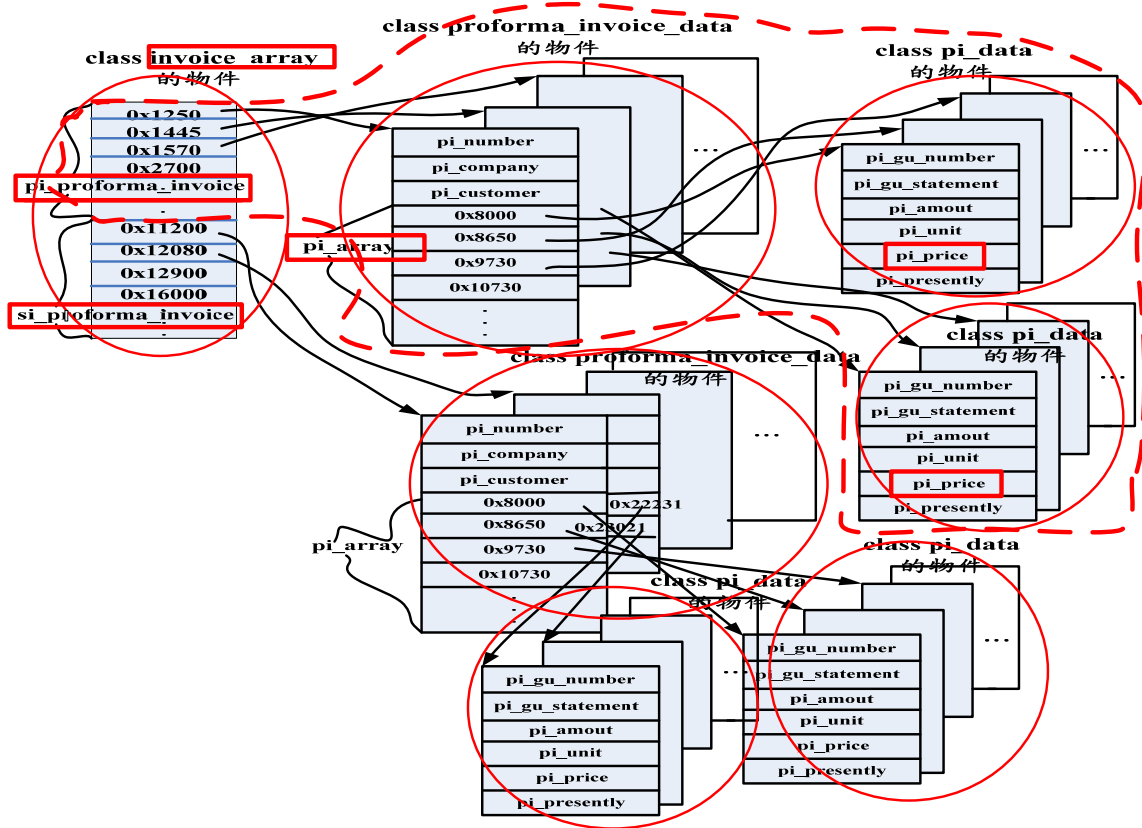 class invoice_array
的物件
0x1250
0x1445
0x1570
0x2700
pi_proforma_invoice
.
0x11200
0x12080
0x12900
0x16000
si_proforma_invoice
class proforma_invoice_data
的物件
...
pi_number
pi_company
pi_customer
0x8000
0x8650
0x9730
0x10730
.
.
.
pi_array
class pi_data
的物件
...
pi_gu_number
pi_gu_statement
pi_amout
pi_unit
pi_price
pi_presently
class pi_data
的物件
...
pi_gu_number
pi_gu_statement
pi_amout
pi_unit
pi_price
pi_presently
class proforma_invoice_data
的物件
...
pi_number
pi_company
pi_customer
0x8000
0x8650
0x9730
0x10730
.
.
0x22231
0x23021
pi_array
class pi_data
的物件
...
pi_gu_number
pi_gu_statement
pi_amout
pi_unit
pi_price
pi_presently
class pi_data
的物件
...
pi_gu_number
pi_gu_statement
pi_amout
pi_unit
pi_price
pi_presently